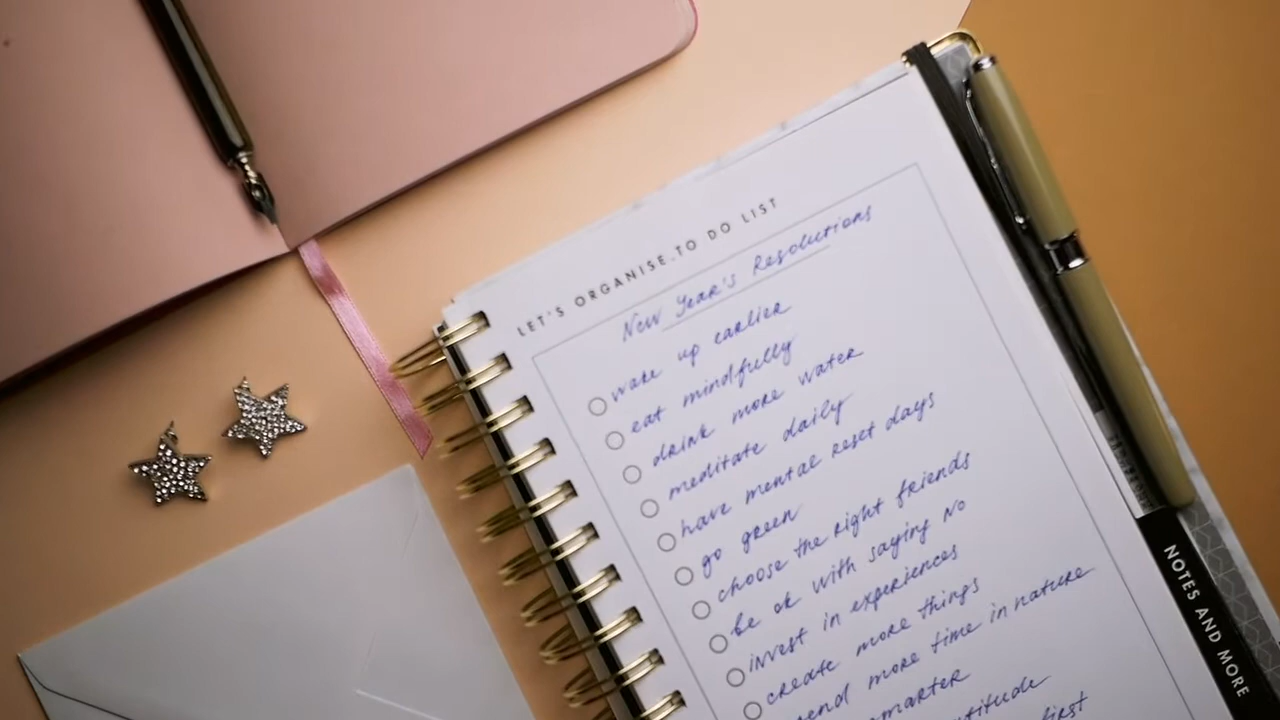 LET'S ORGANISE.TO DO LIST
New Year's Resolutions
wake up earlier
eat mindfully
drink more water
meditate daily
have mental reset days
go green
choose the right friends
be ok with saying NO
invest in experiences
create more things
more time in nature
first
NOTES AND MORE